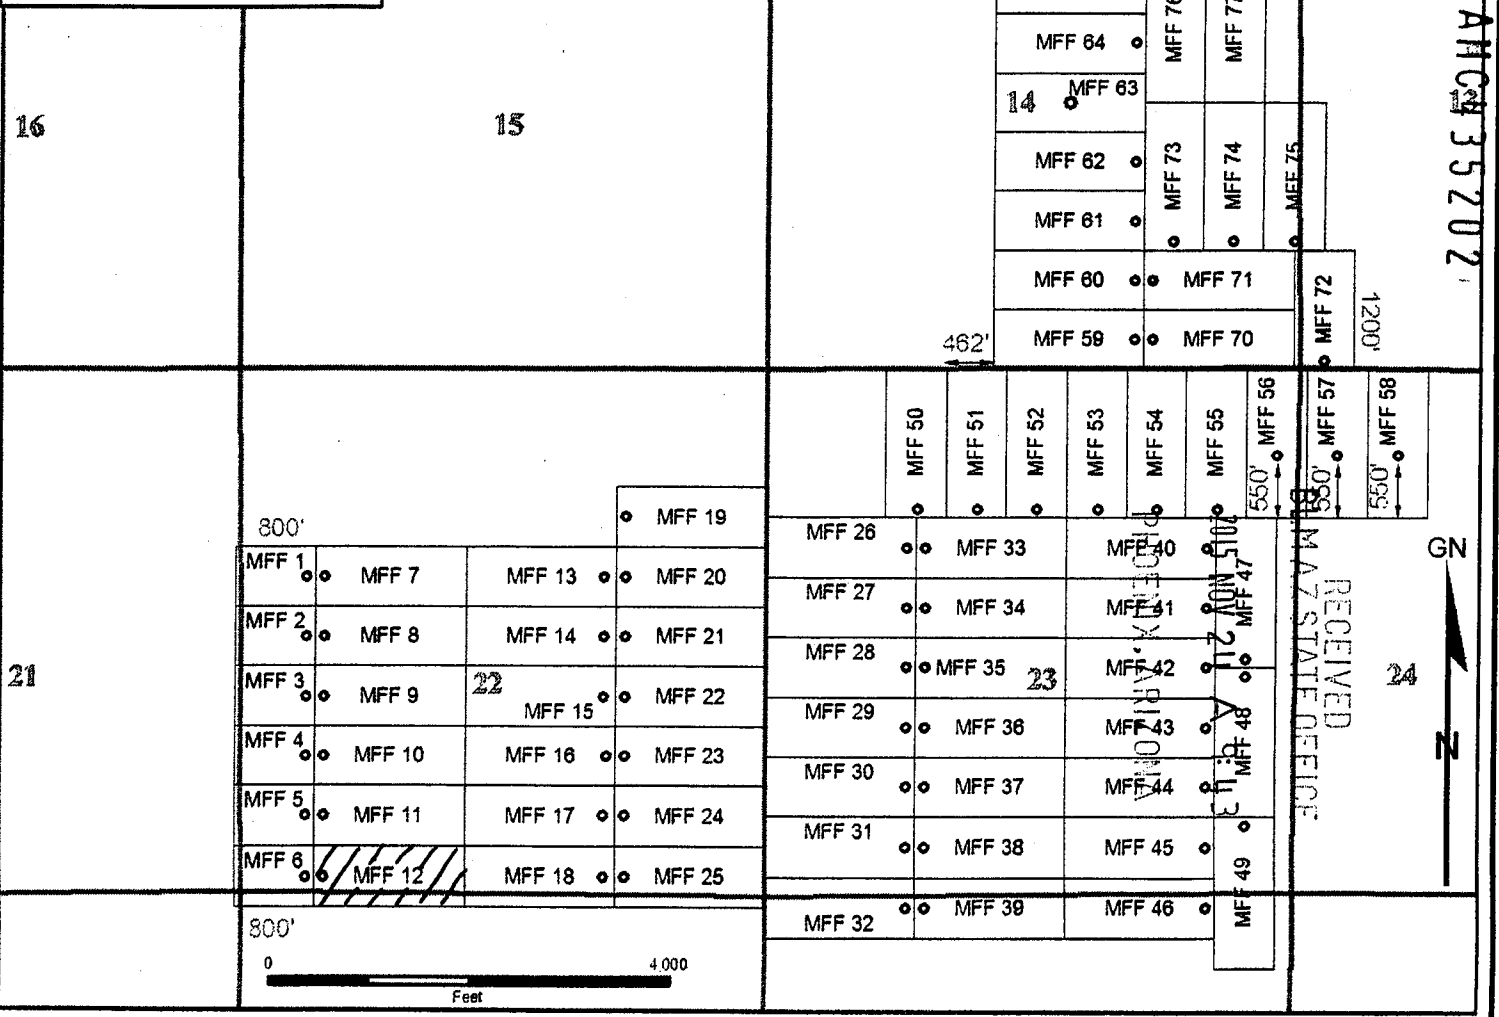 MFF 76
MFF 77
MFF 64
14
MFF 63
16
15
MFF 62
MFF 73
MFF 74
MFF 75
MFF 61
MFF 60
MFF 71
MFF 72
1200'
462'
MFF 59
MFF 70
MFF 50
MFF 51
MFF 52
MFF 53
MFF 54
MFF 55
MFF 56
MFF 57
MFF 58
550'
550'
550'
800'
MFF 19
MFF 26
MFF 33
MFF 40
MFF 1
MFF 7
MFF 13
MFF 20
MFF 27
MFF 34
MFF 41
MFF 47
MFF 2
MFF 8
MFF 14
MFF 21
MFF 28
MFF 35
23
MFF 42
24
21
MFF 3
MFF 9
22
MFF 15
MFF 22
MFF 29
MFF 36
MFF 43
MFF 48
MFF 4
MFF 10
MFF 16
MFF 23
MFF 30
MFF 37
MFF 44
MFF 5
MFF 11
MFF 17
MFF 24
MFF 31
MFF 38
MFF 45
MFF 49
MFF 6
MFF 12
MFF 18
MFF 25
MFF 32
MFF 39
MFF 46
800'
0
4,000
Feet
GN
N
RECEIVED
BLM AZ STATE OFFICE
2015 NOV 24 A 8:43
PHOENIX, ARIZONA